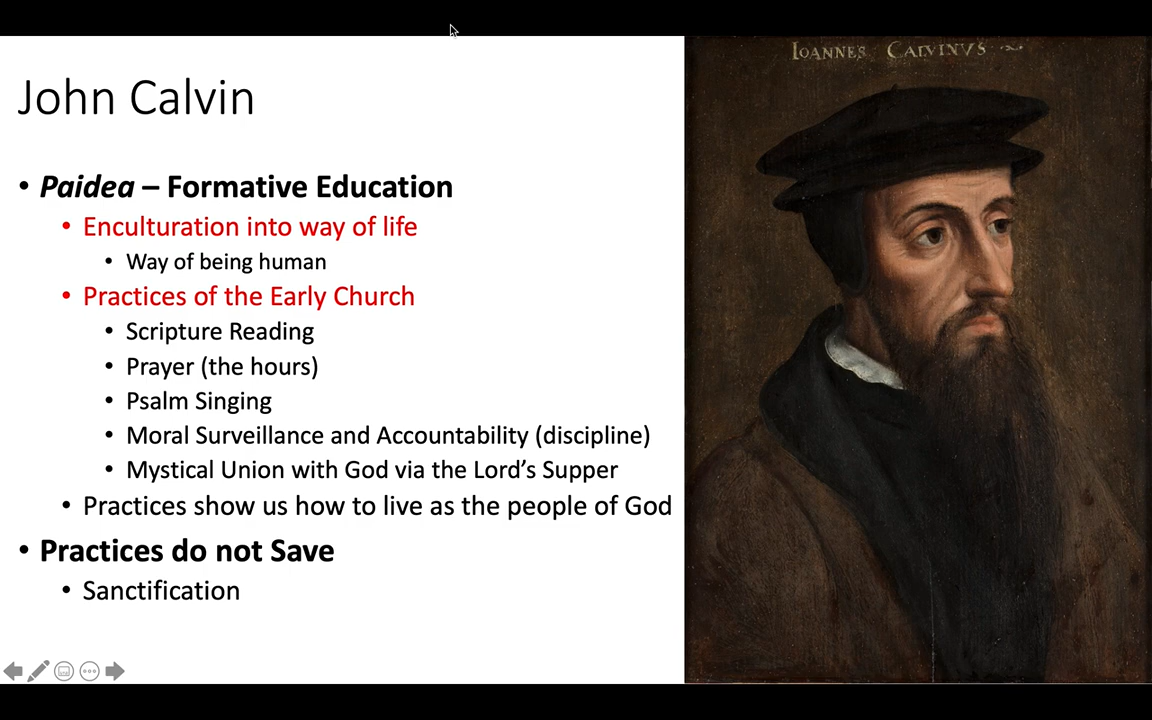 John Calvin
• Paidea – Formative Education
• Enculturation into way of life
• Way of being human
• Practices of the Early Church
• Scripture Reading
• Prayer (the hours)
• Psalm Singing
• Moral Surveillance and Accountability (discipline)
• Mystical Union with God via the Lord’s Supper
• Practices show us how to live as the people of God
• Practices do not Save
• Sanctification
IOANNES CALVINVS